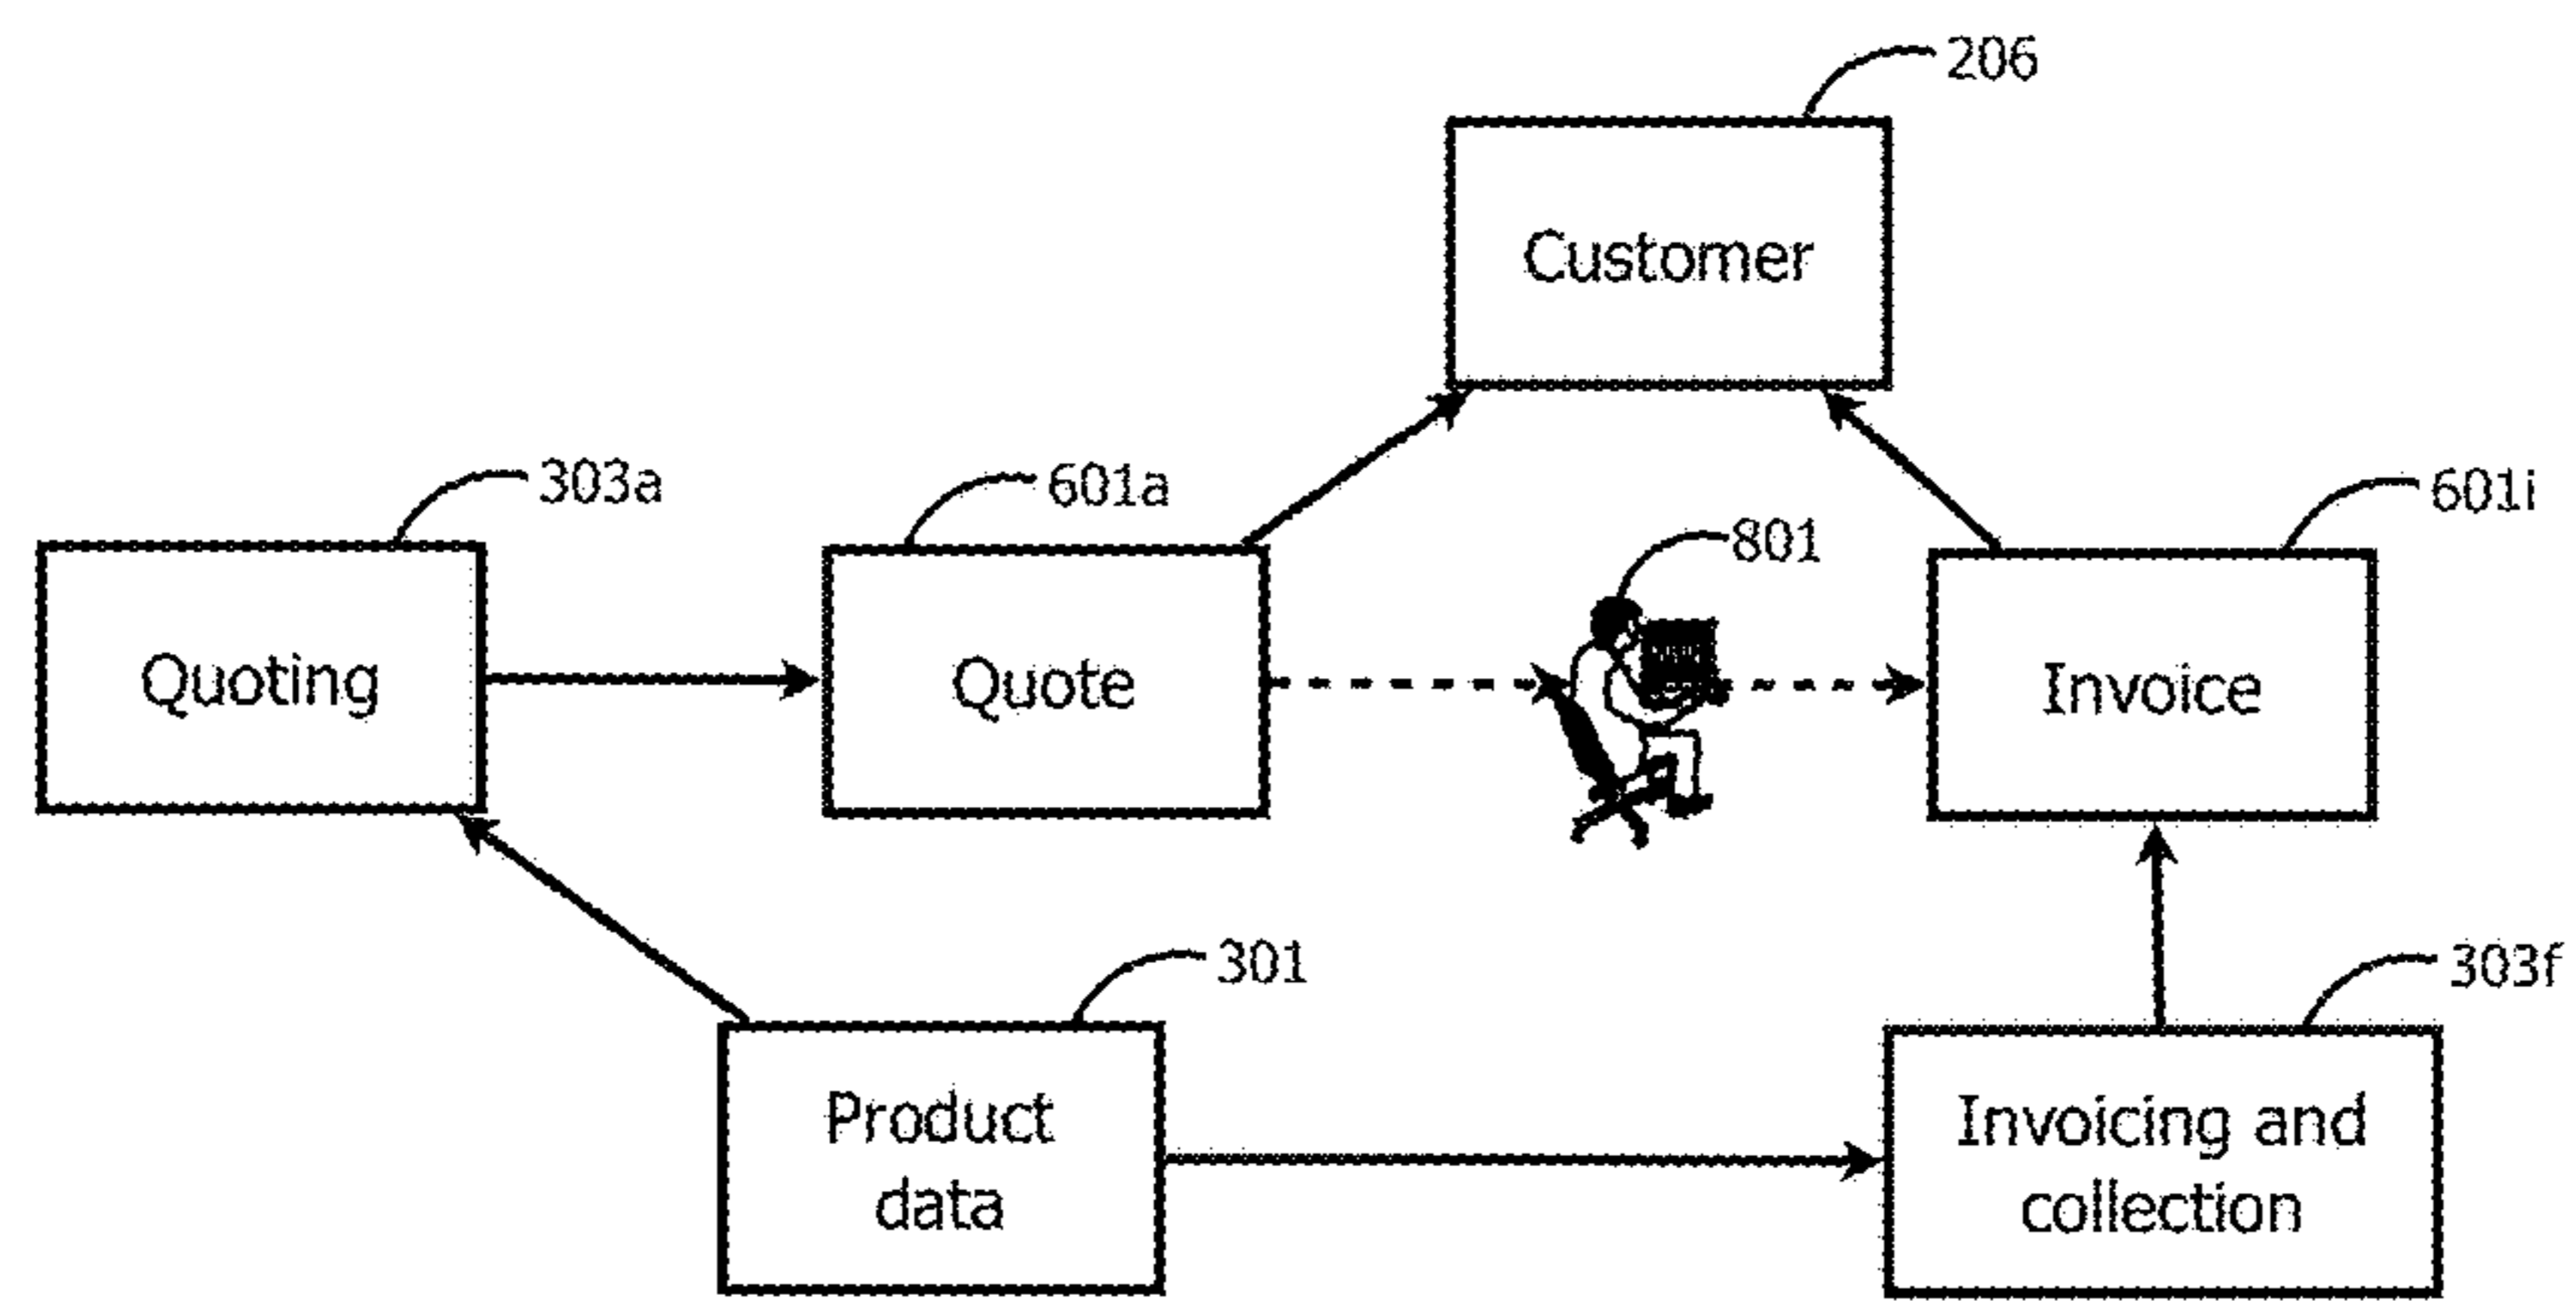 206
Customer
303a
601a
601i
801
Quoting
Quote
Invoice
301
303f
Product
data
Invoicing and
collection